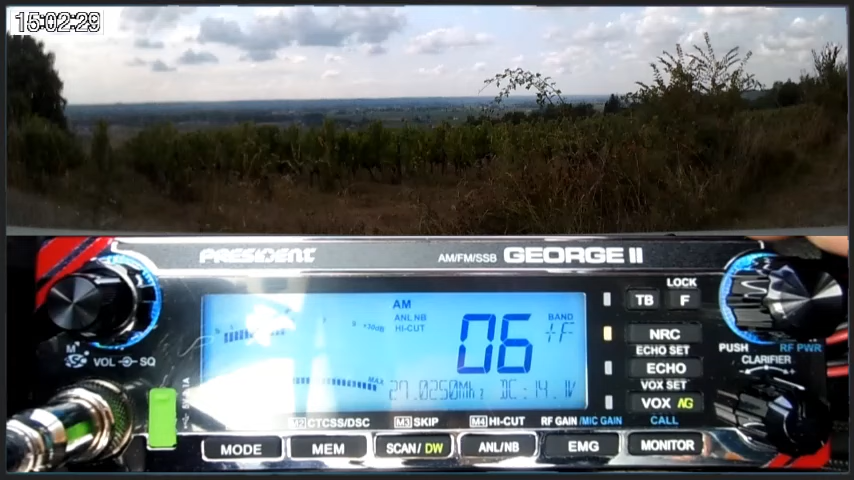 15:02:29
PRESIDENT AM/FM/SSB GEORGE II
LOCK
TB F
AM
ANL NB
HI-CUT
+30dB
06
BAND
+F
NRC
ECHO SET
ECHO
VOX SET
VOX NG
CALL
PUSH RF PWR
CLARIFIER
VOL SQ
MAX
27.0250MHz DC:14.1V
M2 CTCSS/DSC M3 SKIP M4 HI-CUT RF GAIN/MIC GAIN
MODE MEM SCAN/DW ANL/NB EMG MONITOR